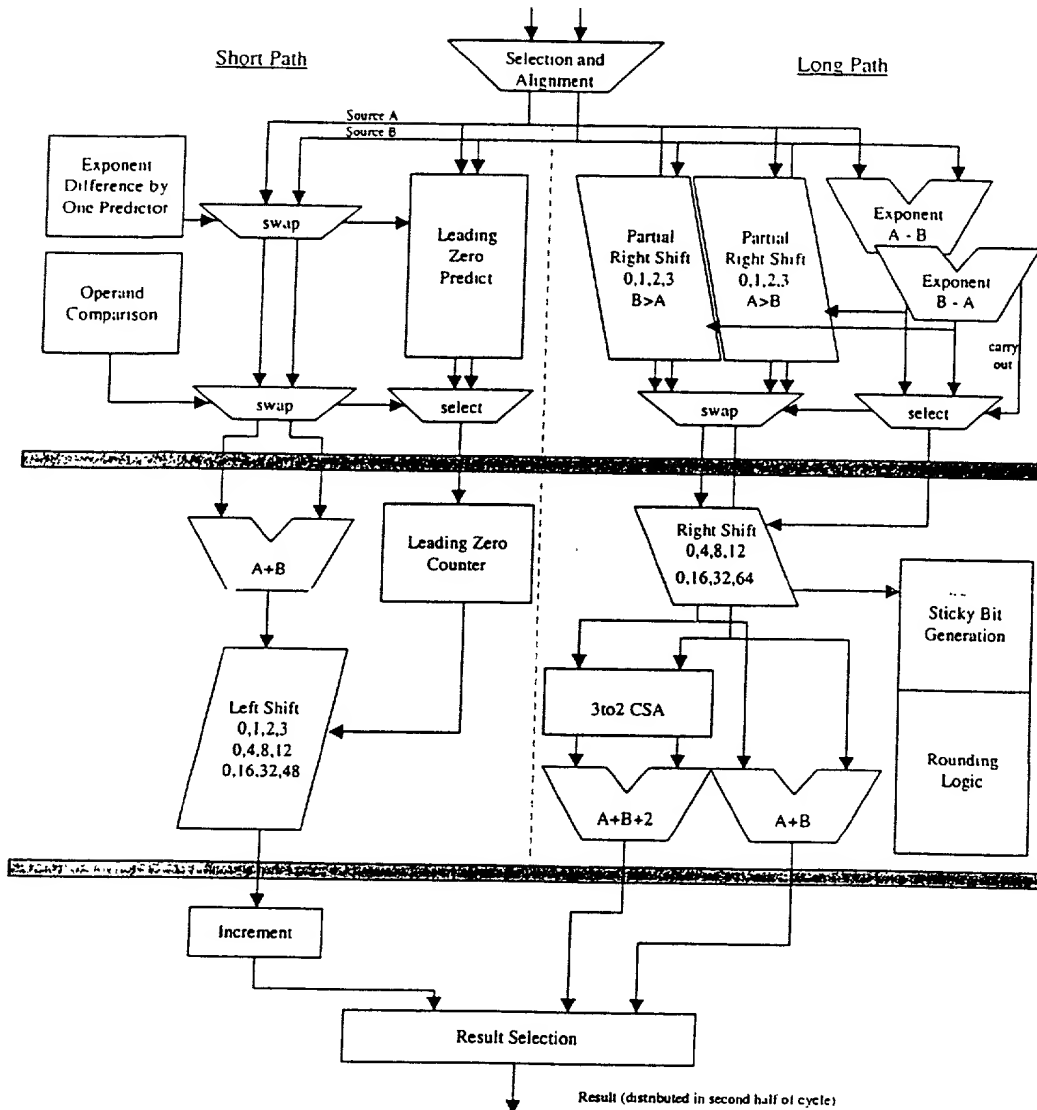 Selection and
Alignment
Short Path
Long Path
Source A
Source B
Exponent
Difference by
One Predictor
swap
Leading
Zero
Predict
Partial
Right Shift
0,1,2,3
B>A
Partial
Right Shift
0,1,2,3
A>B
Exponent
A - B
Exponent
B - A
Operand
Comparison
carry
out
swap
select
swap
select
A+B
Leading Zero
Counter
Right Shift
0,4,8,12
0,16,32,64
Sticky Bit
Generation
Left Shift
0,1,2,3
0,4,8,12
0,16,32,48
3to2 CSA
Rounding
Logic
A+B+2
A+B
Increment
Result Selection
Result (distributed in second half of cycle)